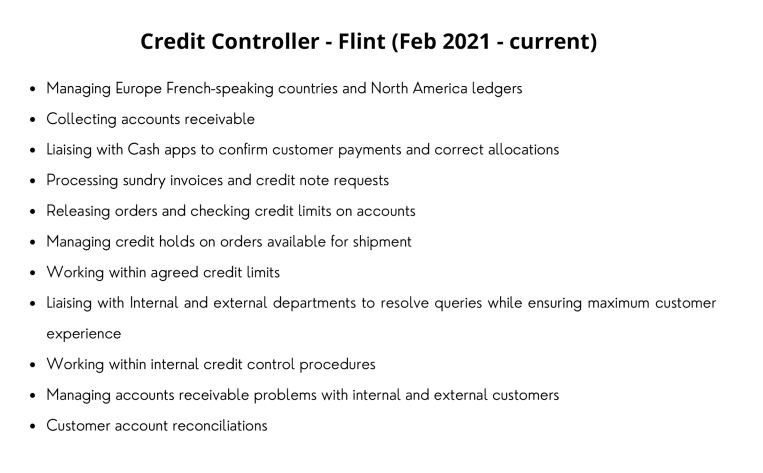 Credit Controller - Flint (Feb 2021 - current)
• Managing Europe French-speaking countries and North America ledgers
• Collecting accounts receivable
• Liaising with Cash apps to confirm customer payments and correct allocations
• Processing sundry invoices and credit note requests
• Releasing orders and checking credit limits on accounts
• Managing credit holds on orders available for shipment
• Working within agreed credit limits
• Liaising with Internal and external departments to resolve queries while ensuring maximum customer
experience
• Working within internal credit control procedures
• Managing accounts receivable problems with internal and external customers
• Customer account reconciliations